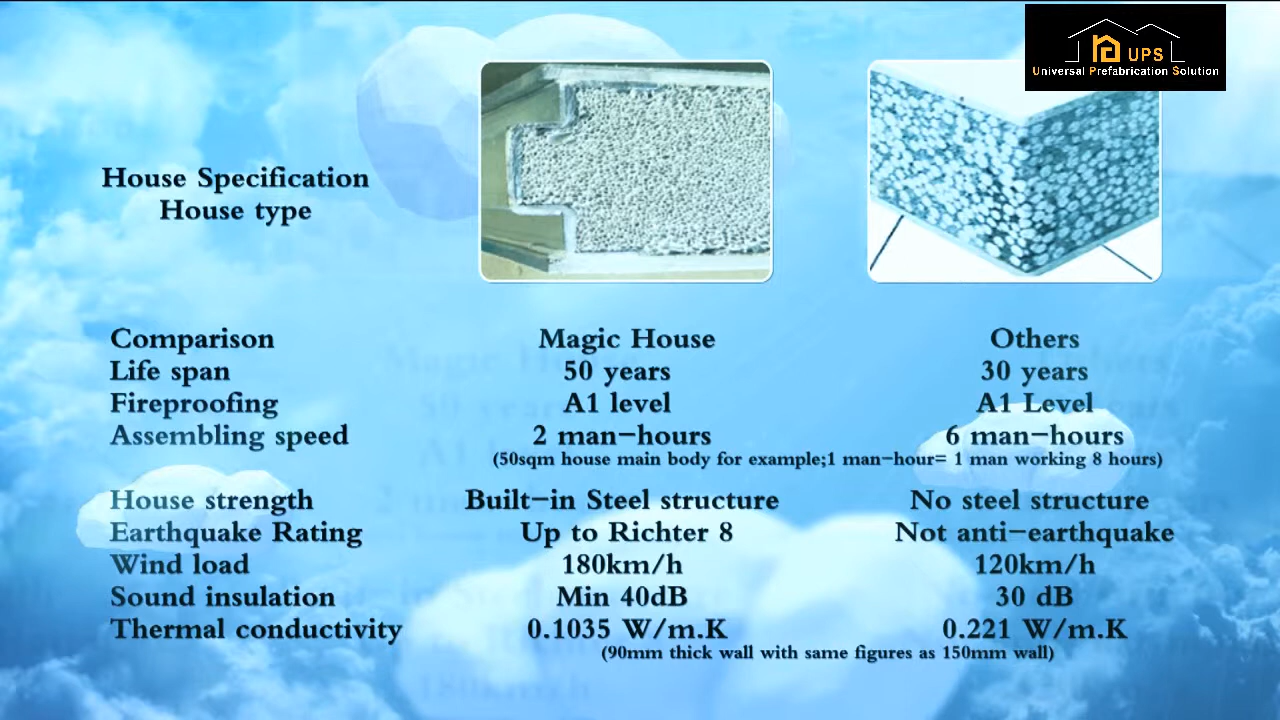 UPS
Universal Prefabrication Solution
House Specification
House type
Comparison Magic House Others
Life span 50 years 30 years
Fireproofing A1 level A1 Level
Assembling speed 2 man-hours 6 man-hours
(50sqm house main body for example;1 man-hour= 1 man working 8 hours)
House strength Built-in Steel structure No steel structure
Earthquake Rating Up to Richter 8 Not anti-earthquake
Wind load 180km/h 120km/h
Sound insulation Min 40dB 30 dB
Thermal conductivity 0.1035 W/m.K 0.221 W/m.K
(90mm thick wall with same figures as 150mm wall)